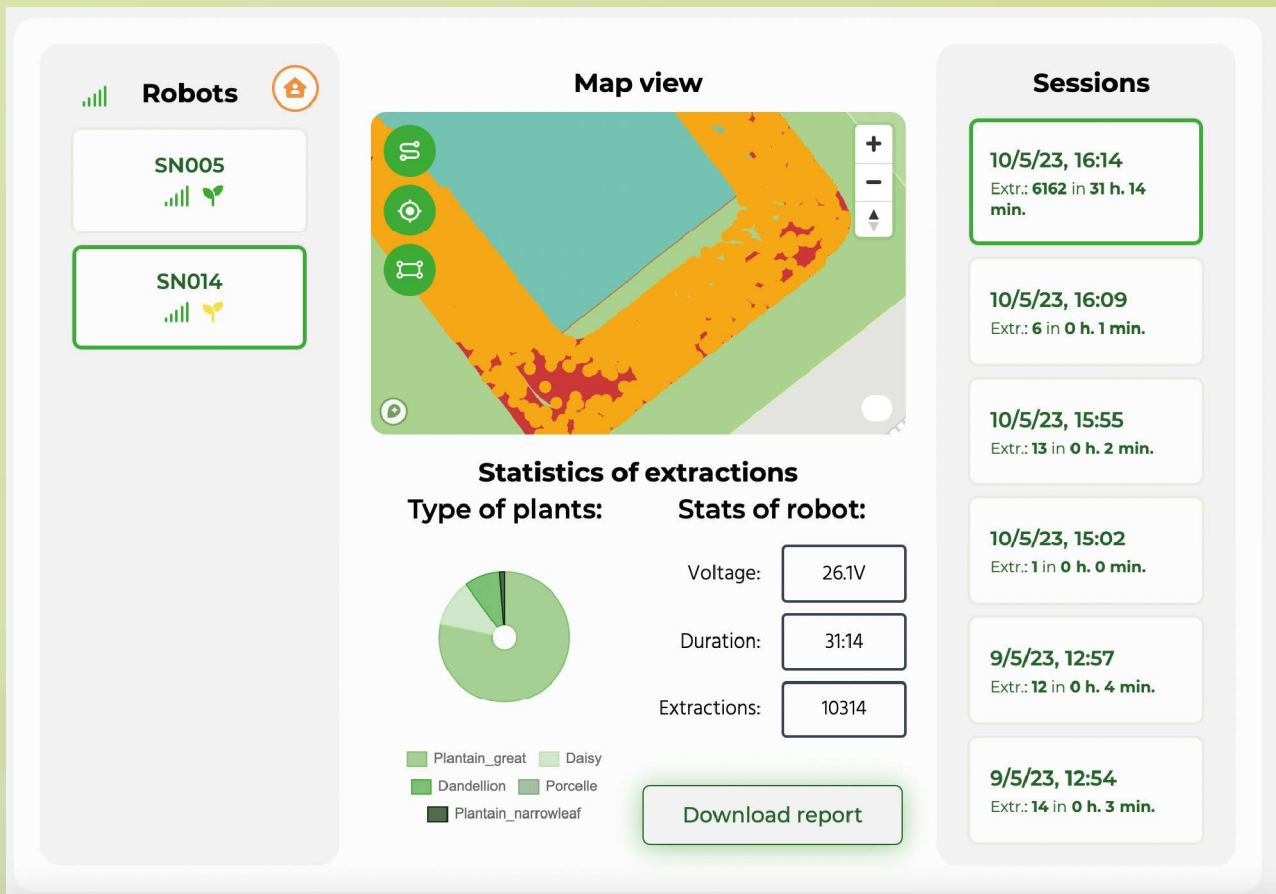 Robots
SN005
SN014
Map view
Statistics of extractions
Type of plants:
Plantain_great Daisy
Dandellion Porcelle
Plantain_narrowleaf
Stats of robot:
Voltage: 26.1V
Duration: 31:14
Extractions: 10314
Download report
Sessions
10/5/23, 16:14
Extr.: 6162 in 31 h. 14
min.
10/5/23, 16:09
Extr.: 6 in 0 h. 1 min.
10/5/23, 15:55
Extr.: 13 in 0 h. 2 min.
10/5/23, 15:02
Extr.: 1 in 0 h. 0 min.
9/5/23, 12:57
Extr.: 12 in 0 h. 4 min.
9/5/23, 12:54
Extr.: 14 in 0 h. 3 min.